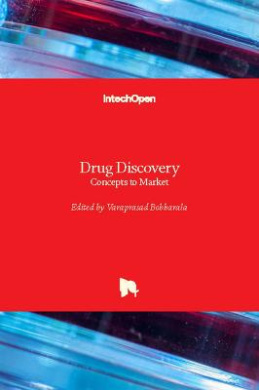 IntechOpen
Drug Discovery
Concepts to Market
Edited by Varaprasad Bobbarala